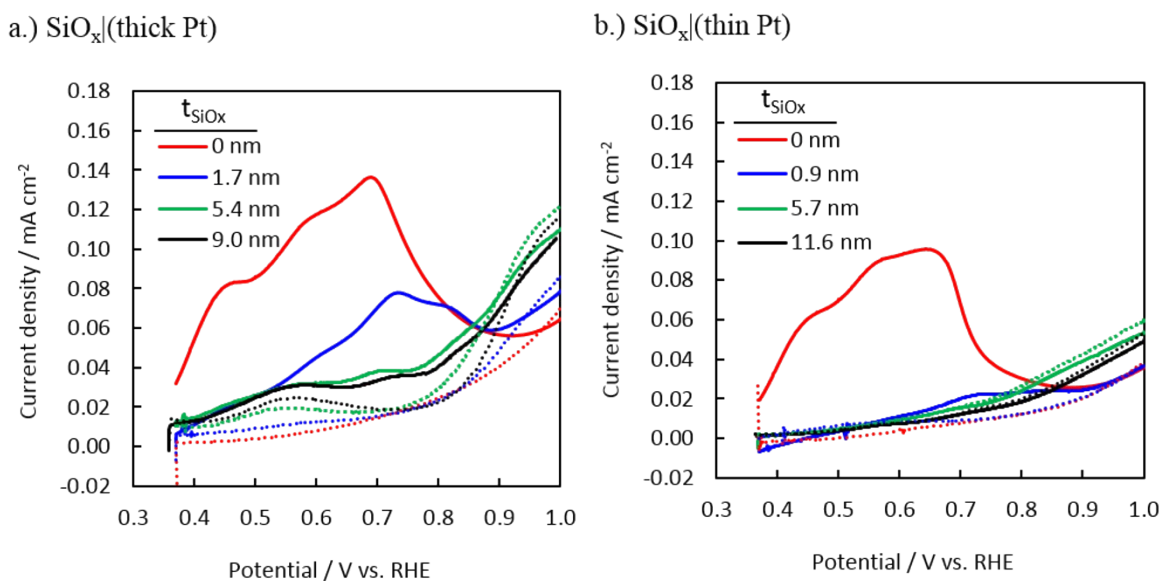 a.) SiOₓ|(thick Pt)
Current density / mA cm⁻²
0.18
0.16
0.14
0.12
0.10
0.08
0.06
0.04
0.02
0.00
-0.02
t_SiOx
0 nm
1.7 nm
5.4 nm
9.0 nm
0.3 0.4 0.5 0.6 0.7 0.8 0.9 1.0
Potential / V vs. RHE
b.) SiOₓ|(thin Pt)
Current density / mA cm⁻²
0.18
0.16
0.14
0.12
0.10
0.08
0.06
0.04
0.02
0.00
-0.02
t_SiOx
0 nm
0.9 nm
5.7 nm
11.6 nm
0.3 0.4 0.5 0.6 0.7 0.8 0.9 1.0
Potential / V vs. RHE